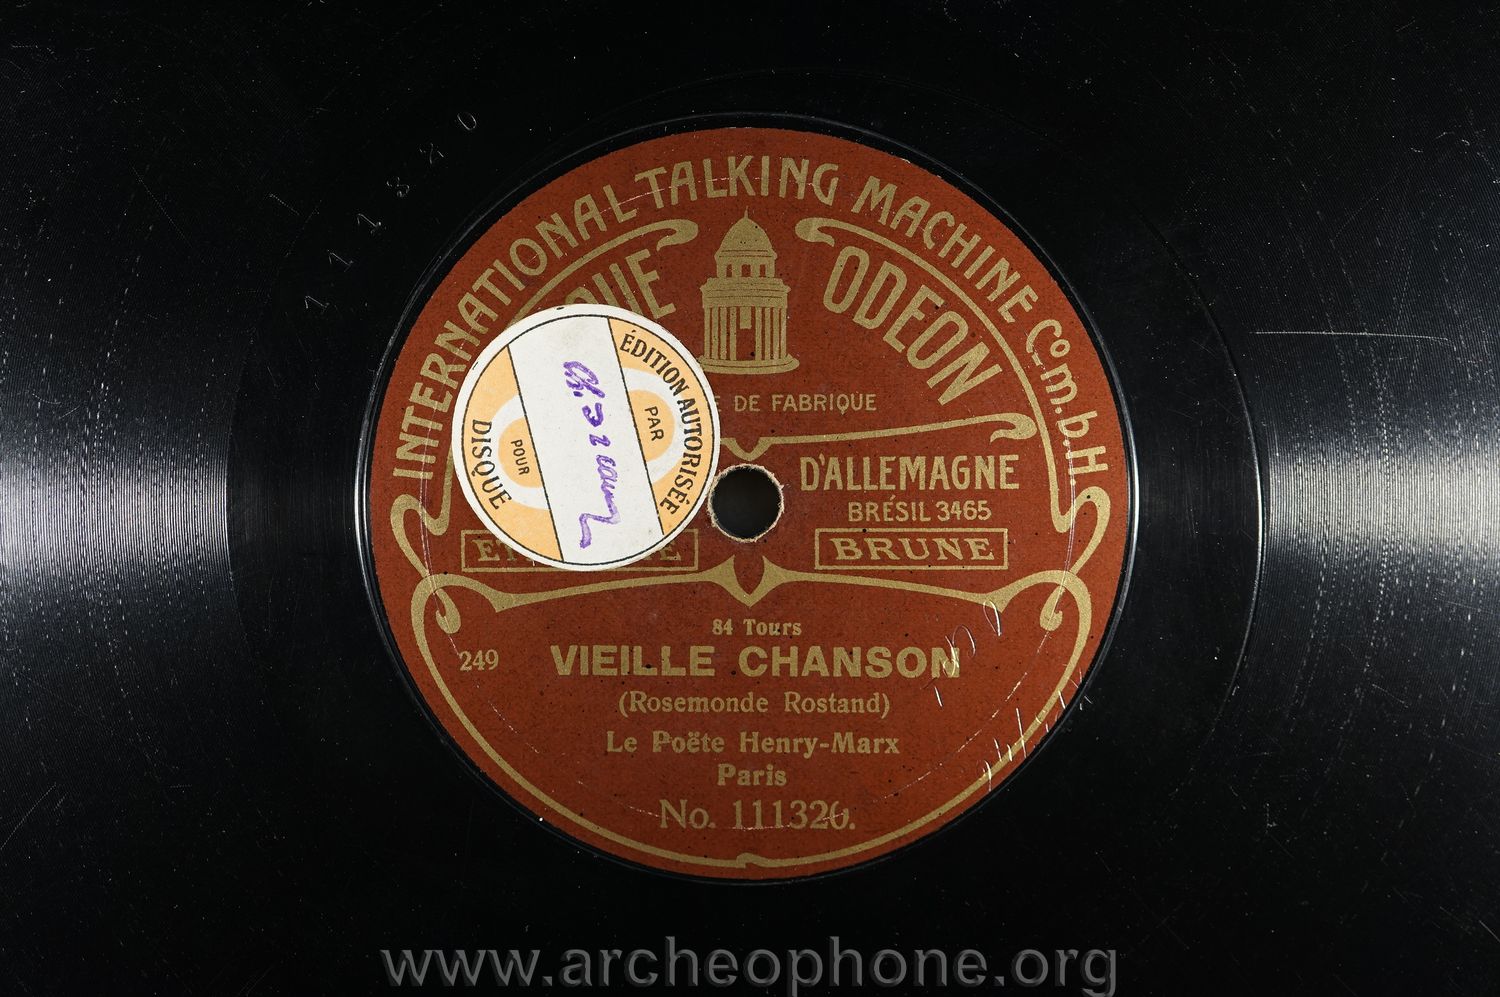 111840
INTERNATIONAL TALKING MACHINE Co m.b.H.
ODEON
DE FABRIQUE
ÉDITION AUTORISÉE
PAR
POUR
DISQUE
D'ALLEMAGNE
BRÉSIL 3465
BRUNE
84 Tours
249 VIEILLE CHANSON
(Rosemonde Rostand)
Le Poëte Henry-Marx
Paris
No. 111320.
www.archeophone.org